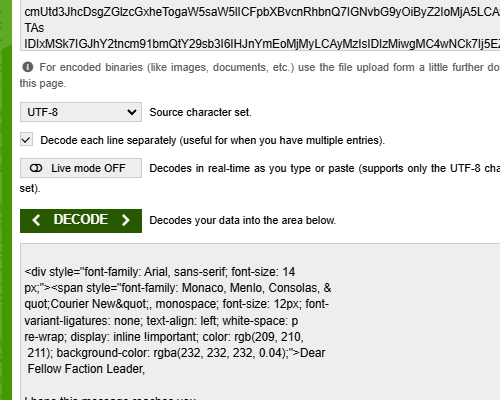 cmUtd3JhcDsgZGlzcGxheTogaW5saW5lICFpbXBvcnRhbnQ7IGNvbG9yOiByZ2IoMjA5LCA
TAs
IDIxMSk7IGJhY2tncm91bmQtY29sb3I6IHJnYmEoMjMyLCAyMzIsIDIzMiwgMC4wNCk7Ij5E
For encoded binaries (like images, documents, etc.) use the file upload form a little further do
this page.
UTF-8 Source character set.
Decode each line separately (useful for when you have multiple entries).
Live mode OFF Decodes in real-time as you type or paste (supports only the UTF-8 cha
set).
< DECODE > Decodes your data into the area below.
<div style="font-family: Arial, sans-serif; font-size: 14
px;"><span style="font-family: Monaco, Menlo, Consolas, &
quot;Courier New&quot;, monospace; font-size: 12px; font-
variant-ligatures: none; text-align: left; white-space: p
re-wrap; display: inline !important; color: rgb(209, 210,
211); background-color: rgba(232, 232, 232, 0.04);">Dear
Fellow Faction Leader,
I hope this message reaches you